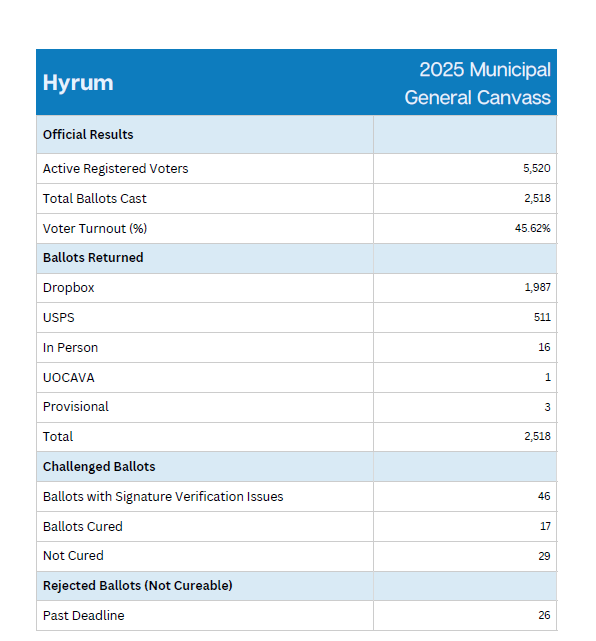 Hyrum
2025 Municipal
General Canvass
Official Results
Active Registered Voters 5,520
Total Ballots Cast 2,518
Voter Turnout (%) 45.62%
Ballots Returned
Dropbox 1,987
USPS 511
In Person 16
UOCAVA 1
Provisional 3
Total 2,518
Challenged Ballots
Ballots with Signature Verification Issues 46
Ballots Cured 17
Not Cured 29
Rejected Ballots (Not Cureable)
Past Deadline 26